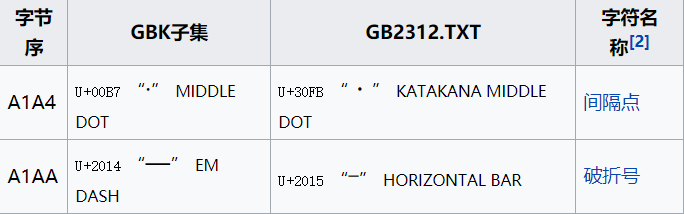 字节序 GBK子集 GB2312.TXT 字符名称[2]
A1A4 U+00B7 “·” MIDDLE DOT U+30FB “・” KATAKANA MIDDLE DOT 间隔点
A1AA U+2014 “—” EM DASH U+2015 “―” HORIZONTAL BAR 破折号